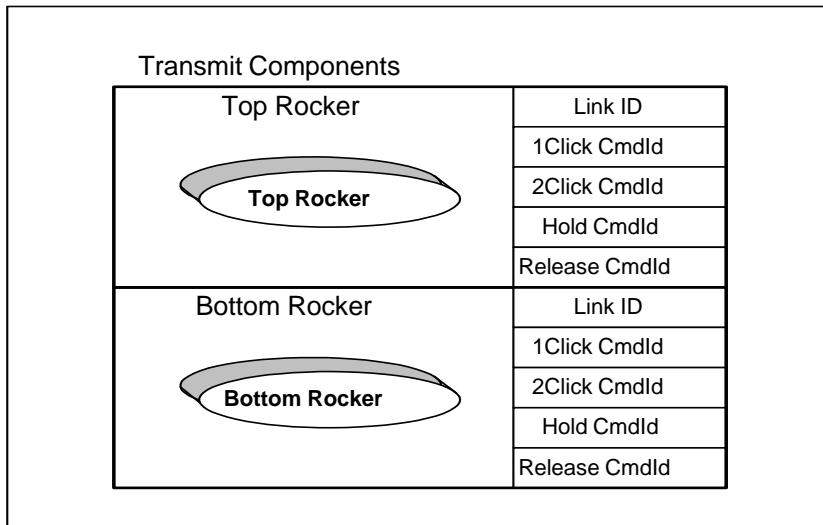 Transmit Components
Top Rocker
Top Rocker
Link ID
1Click CmdId
2Click CmdId
Hold CmdId
Release CmdId
Bottom Rocker
Bottom Rocker
Link ID
1Click CmdId
2Click CmdId
Hold CmdId
Release CmdId